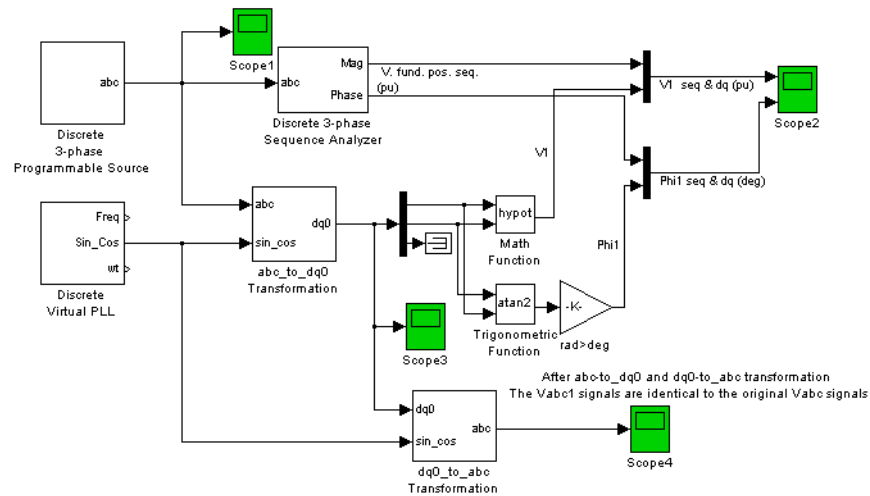 abc
Discrete
3-phase
Programmable Source
Scope1
abc
Mag
Phase
Discrete 3-phase
Sequence Analyzer
V. fund. pos. seq.
(pu)
V1 seq & dq (pu)
Scope2
V1
Phi1 seq & dq (deg)
Freq
Sin_Cos
wt
Discrete
Virtual PLL
abc
sin_cos
dq0
abc_to_dq0
Transformation
hypot
Math
Function
Phi1
atan2
Trigonometric
Function
-K-
rad>deg
Scope3
After abc-to_dq0 and dq0-to_abc transformation
The Vabc1 signals are identical to the original Vabc signals
dq0
sin_cos
abc
dq0_to_abc
Transformation
Scope4